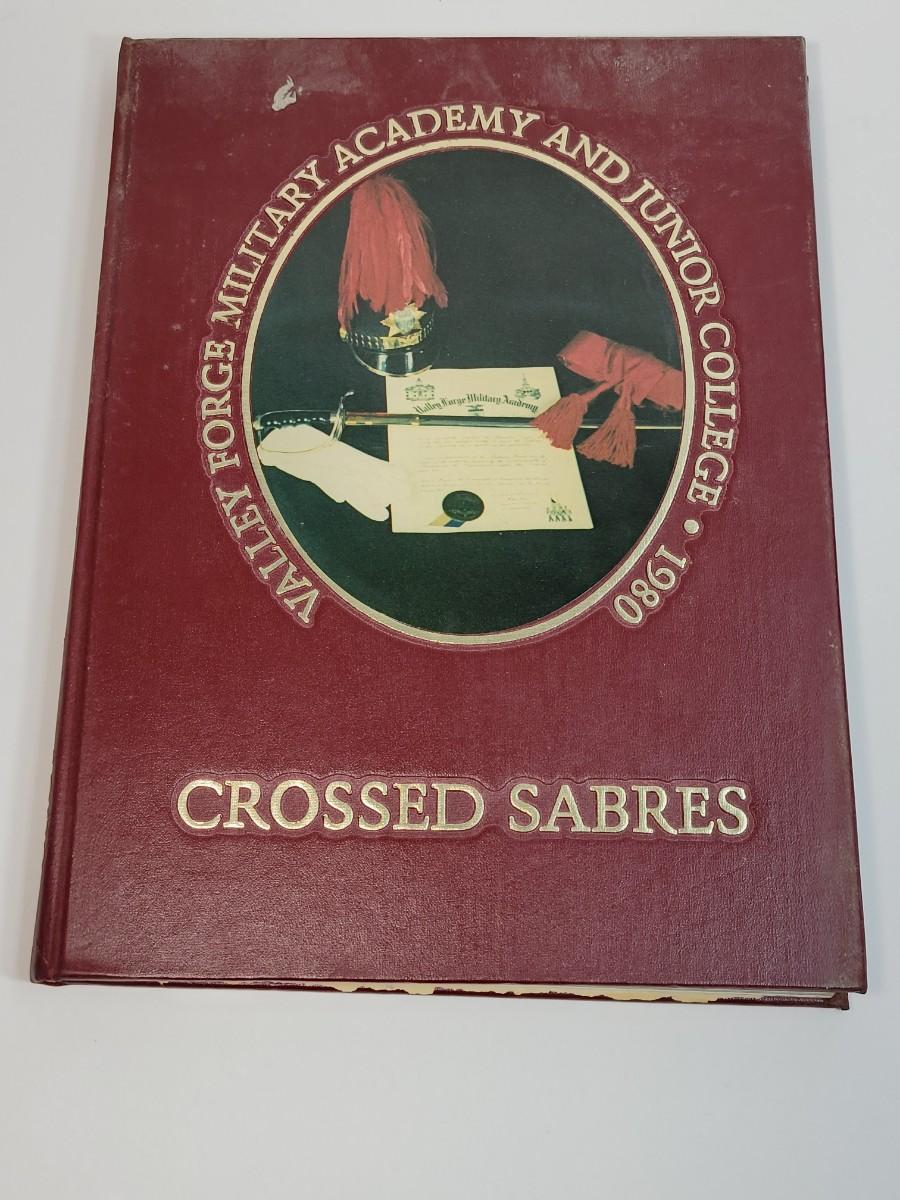 VALLEY FORGE MILITARY ACADEMY AND JUNIOR COLLEGE • 1980
Valley Forge Military Academy
CROSSED SABRES